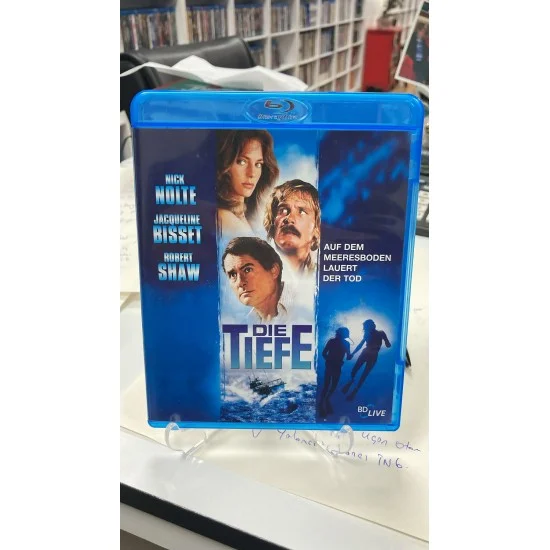 Blu-ray Disc
NICK
NOLTE
JACQUELINE
BISSET
ROBERT
SHAW
AUF DEM
MEERESBODEN
LAUERT
DER TOD
DIE
TIEFE
BD LIVE